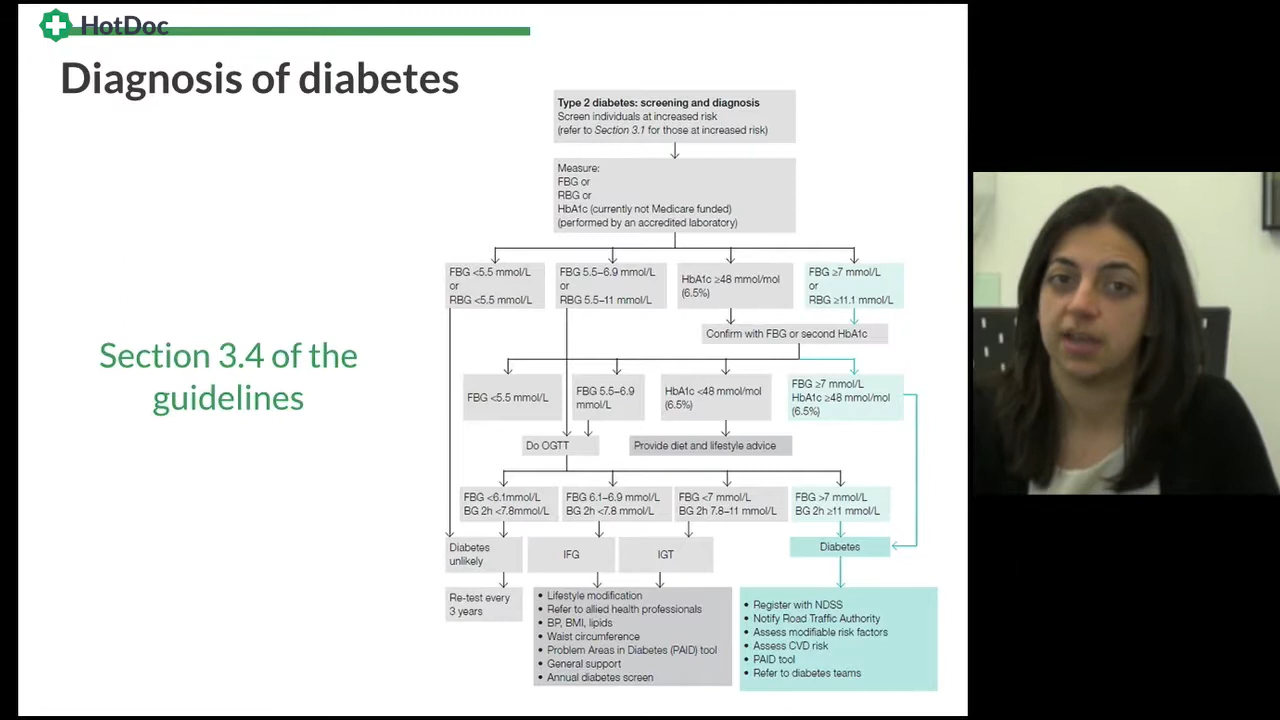 HotDoc
Diagnosis of diabetes
Type 2 diabetes: screening and diagnosis
Screen individuals at increased risk
(refer to Section 3.1 for those at increased risk)
Measure:
FBG or
RBG or
HbA1c (currently not Medicare funded)
(performed by an accredited laboratory)
FBG <5.5 mmol/L
or
RBG <5.5 mmol/L
FBG 5.5–6.9 mmol/L
or
RBG 5.5–11 mmol/L
HbA1c ≥48 mmol/mol
(6.5%)
FBG ≥7 mmol/L
or
RBG ≥11.1 mmol/L
Confirm with FBG or second HbA1c
Section 3.4 of the
guidelines
FBG <5.5 mmol/L
FBG 5.5–6.9
mmol/L
HbA1c <48 mmol/mol
(6.5%)
FBG ≥7 mmol/L
HbA1c ≥48 mmol/mol
(6.5%)
Do OGTT
Provide diet and lifestyle advice
FBG <6.1mmol/L
BG 2h <7.8mmol/L
FBG 6.1–6.9 mmol/L
BG 2h <7.8 mmol/L
FBG <7 mmol/L
BG 2h 7.8–11 mmol/L
FBG >7 mmol/L
BG 2h ≥11 mmol/L
Diabetes
unlikely
IFG
IGT
Diabetes
Re-test every
3 years
• Lifestyle modification
• Refer to allied health professionals
• BP, BMI, lipids
• Waist circumference
• Problem Areas in Diabetes (PAID) tool
• General support
• Annual diabetes screen
• Register with NDSS
• Notify Road Traffic Authority
• Assess modifiable risk factors
• Assess CVD risk
• PAID tool
• Refer to diabetes teams